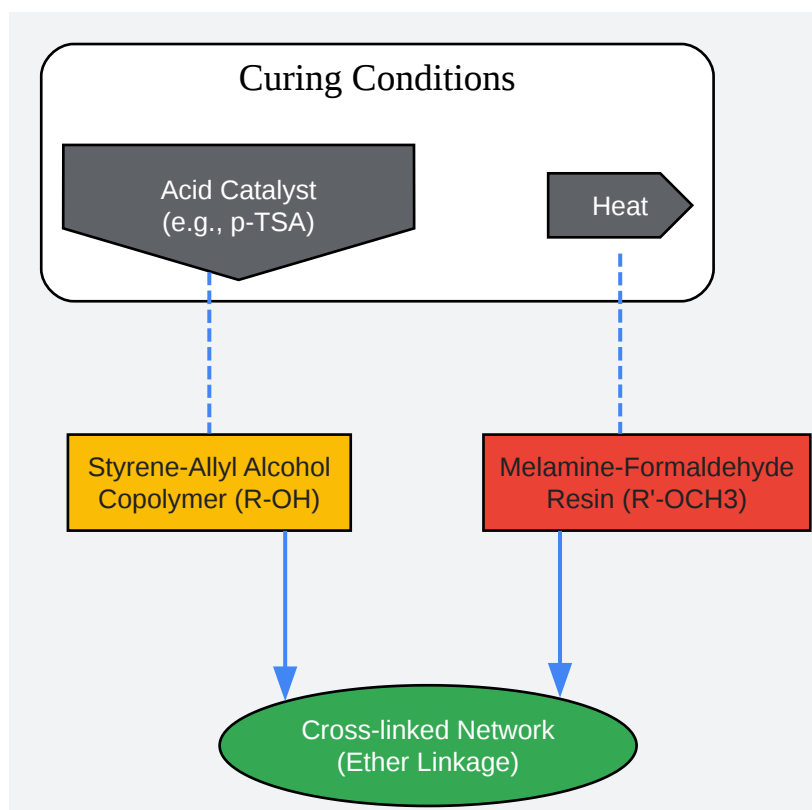 Curing Conditions
Acid Catalyst
(e.g., p-TSA)
Heat
Styrene-Allyl Alcohol
Copolymer (R-OH)
Melamine-Formaldehyde
Resin (R'-OCH3)
Cross-linked Network
(Ether Linkage)